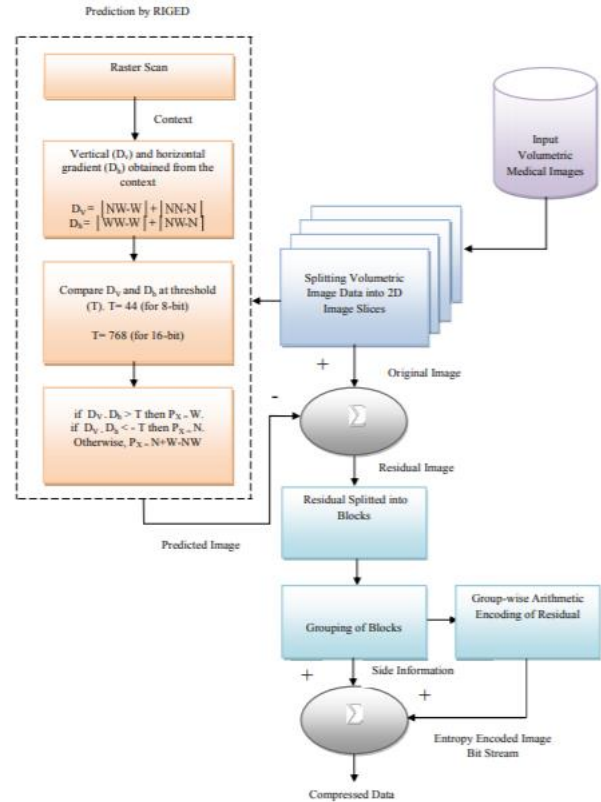 Prediction by RIGED
Raster Scan
Context
Vertical (Dv) and horizontal
gradient (Dh) obtained from the
context
Dv = ⌈NW-W⌉ + ⌈NN-N⌉
Dh = ⌈WW-W⌉ + ⌈NW-N⌉
Compare Dv and Dh at threshold
(T). T= 44 (for 8-bit)
T= 768 (for 16-bit)
if Dv - Dh > T then PX = W.
if Dv - Dh < - T then PX = N.
Otherwise, PX = N+W-NW
Predicted Image
Input
Volumetric
Medical Images
Splitting Volumetric
Image Data into 2D
Image Slices
+
Original Image
-
Σ
Residual Image
Residual Splitted into
Blocks
Grouping of Blocks
Group-wise Arithmetic
Encoding of Residual
Side Information
+
+
Σ
Entropy Encoded Image
Bit Stream
Compressed Data